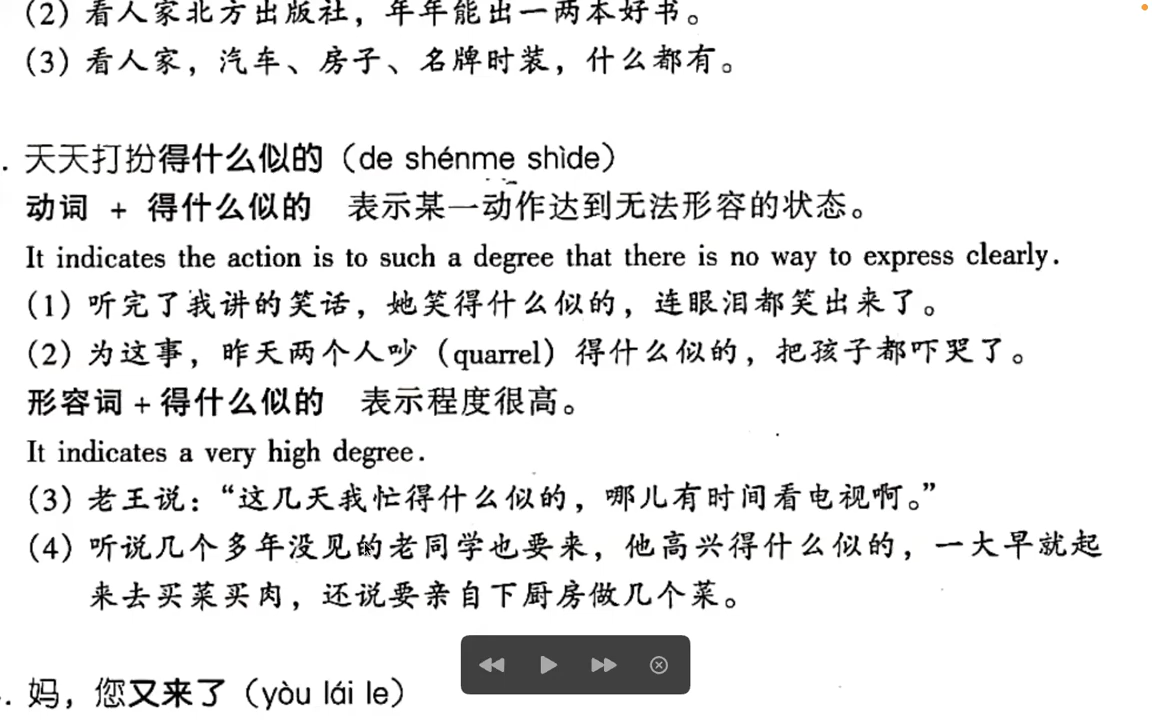 (2) 看人家北方出版社，年年能出一两本好书。
(3) 看人家，汽车、房子、名牌时装，什么都有。
. 天天打扮得什么似的（de shénme shìde）
动词 + 得什么似的 表示某一动作达到无法形容的状态。
It indicates the action is to such a degree that there is no way to express clearly.
(1) 听完了我讲的笑话，她笑得什么似的，连眼泪都笑出来了。
(2) 为这事，昨天两个人吵（quarrel）得什么似的，把孩子都吓哭了。
形容词 + 得什么似的 表示程度很高。
It indicates a very high degree.
(3) 老王说：“这几天我忙得什么似的，哪儿有时间看电视啊。”
(4) 听说几个多年没见的老同学也要来，他高兴得什么似的，一大早就起
来去买菜买肉，还说要亲自下厨房做几个菜。
. 妈，您又来了（yòu lái le）